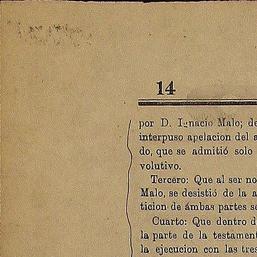 14
por D. Ignacio Malo; de
interpuso apelacion del a
do, que se admitió solo
volutivo.
Tercero: Que al ser no
Malo, se desistió de la a
ticion de ámbas partes se
Cuarto: Que dentro d
la parte de la testament
la ejecucion con las tres